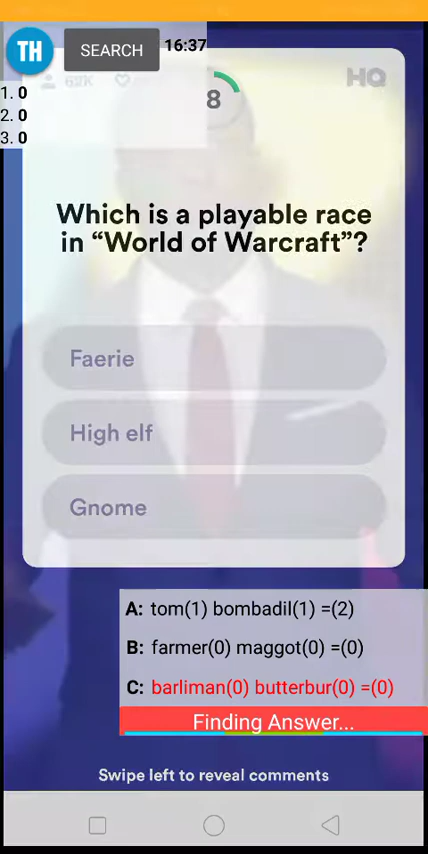 TH
SEARCH
16:37
62K
HQ
1. 0
2. 0
3. 0
8
Which is a playable race
in “World of Warcraft”?
Faerie
High elf
Gnome
A: tom(1) bombadil(1) =(2)
B: farmer(0) maggot(0) =(0)
C: barliman(0) butterbur(0) =(0)
Finding Answer...
Swipe left to reveal comments